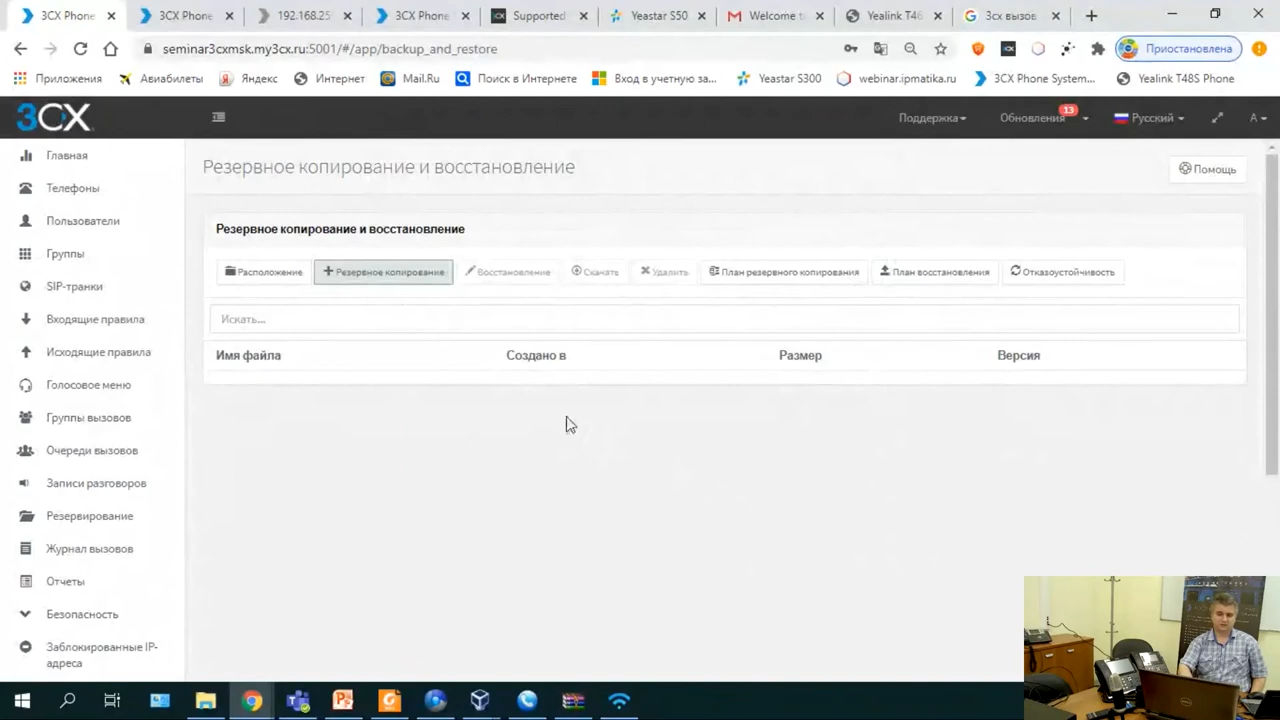 3CX Phone
3CX Phone
192.168.25
3CX Phone
Supported
Yeastar S50
Welcome t
Yealink T46
3сх вызов
seminar3cxmsk.my3cx.ru:5001/#/app/backup_and_restore
Приостановлена
Приложения
Авиабилеты
Яндекс
Интернет
Mail.Ru
Поиск в Интернете
Вход в учетную за...
Yeastar S300
webinar.ipmatika.ru
3CX Phone System...
Yealink T48S Phone
3CX
Поддержка
Обновления
13
Русский
A
Главная
Телефоны
Пользователи
Группы
SIP-транки
Входящие правила
Исходящие правила
Голосовое меню
Группы вызовов
Очереди вызовов
Записи разговоров
Резервирование
Журнал вызовов
Отчеты
Безопасность
Заблокированные IP-
адреса
Резервное копирование и восстановление
Помощь
Резервное копирование и восстановление
Расположение
Резервное копирование
Восстановление
Скачать
Удалить
План резервного копирования
План восстановления
Отказоустойчивость
Искать...
Имя файла
Создано в
Размер
Версия